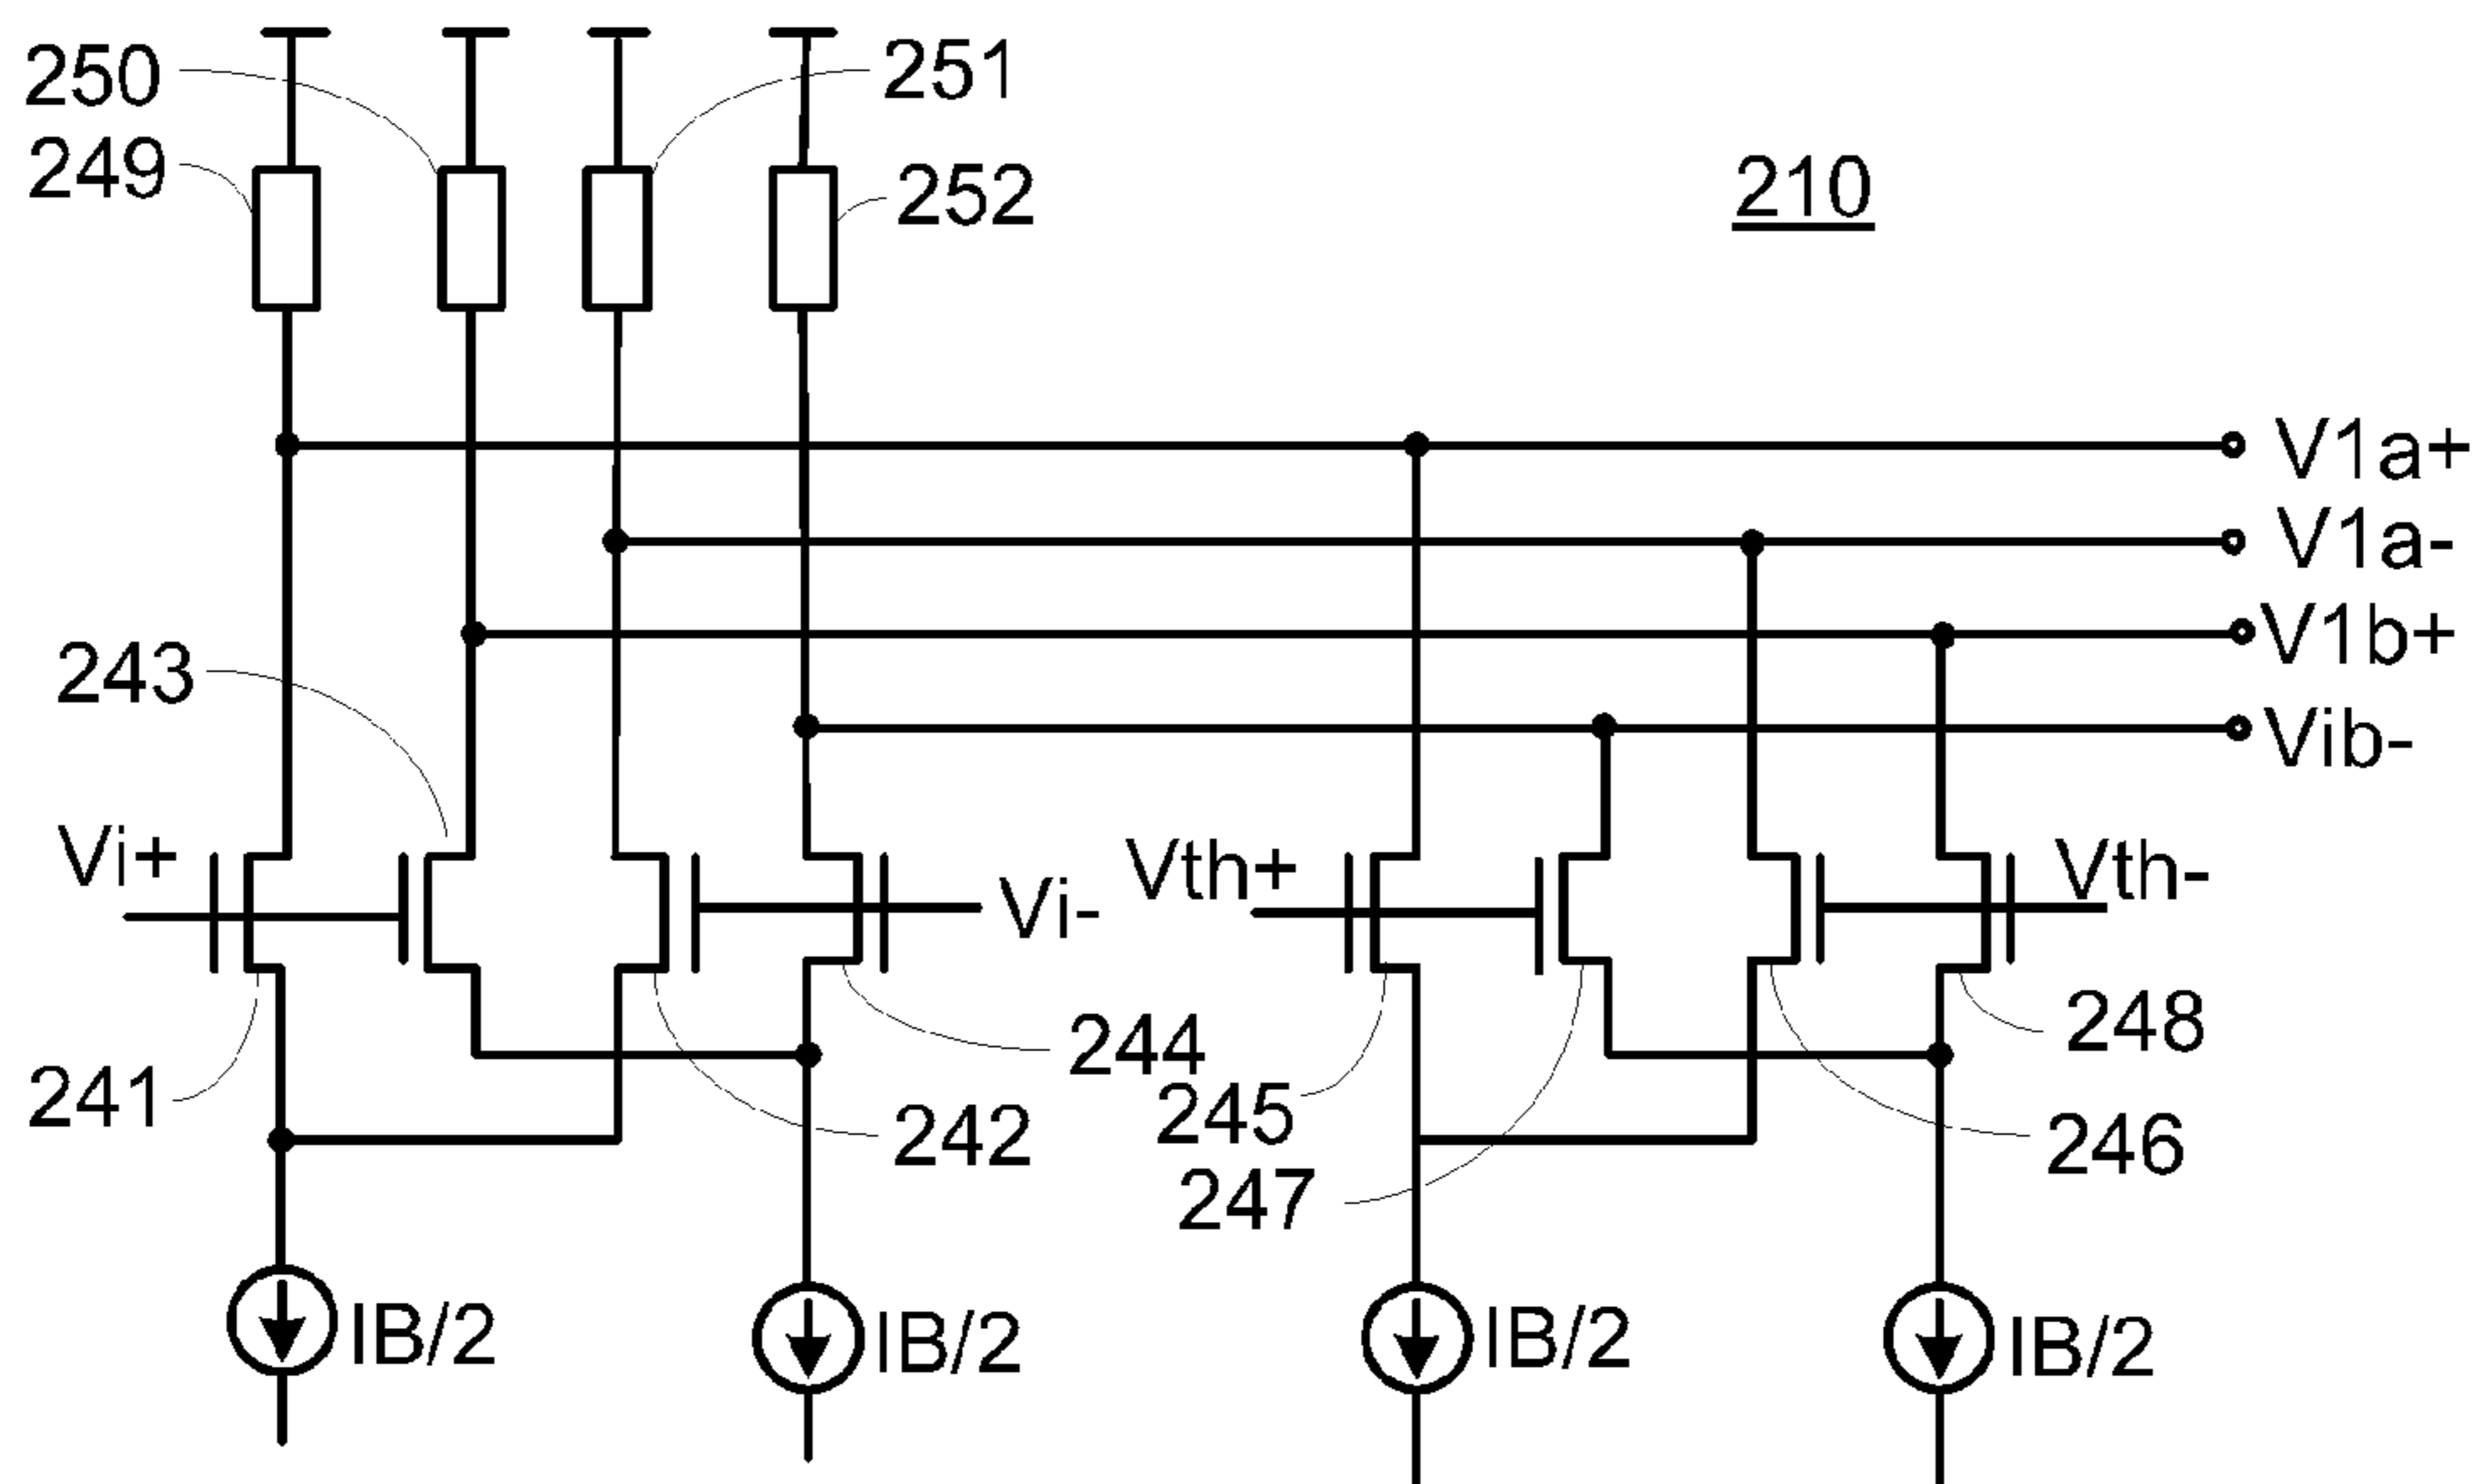 250
251
249
252
210
V1a+
V1a-
V1b+
Vib-
243
Vi+
Vi-
Vth+
Vth-
244
248
241
245
242
246
247
IB/2
IB/2
IB/2
IB/2